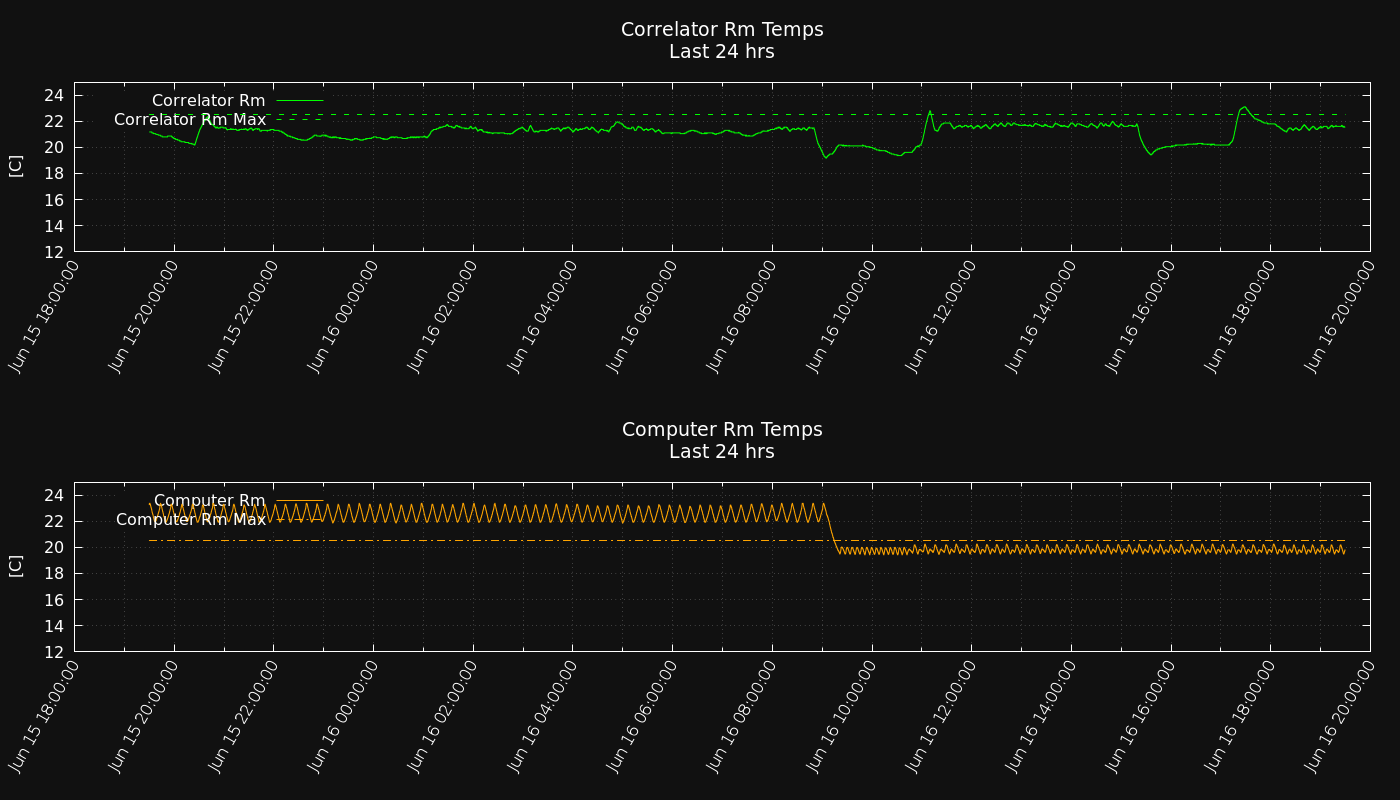 Correlator Rm Temps
Last 24 hrs
Correlator Rm
Correlator Rm Max
[C]
24
22
20
18
16
14
12
Jun 15 18:00:00
Jun 15 20:00:00
Jun 15 22:00:00
Jun 16 00:00:00
Jun 16 02:00:00
Jun 16 04:00:00
Jun 16 06:00:00
Jun 16 08:00:00
Jun 16 10:00:00
Jun 16 12:00:00
Jun 16 14:00:00
Jun 16 16:00:00
Jun 16 18:00:00
Jun 16 20:00:00
Computer Rm Temps
Last 24 hrs
Computer Rm
Computer Rm Max
[C]
24
22
20
18
16
14
12
Jun 15 18:00:00
Jun 15 20:00:00
Jun 15 22:00:00
Jun 16 00:00:00
Jun 16 02:00:00
Jun 16 04:00:00
Jun 16 06:00:00
Jun 16 08:00:00
Jun 16 10:00:00
Jun 16 12:00:00
Jun 16 14:00:00
Jun 16 16:00:00
Jun 16 18:00:00
Jun 16 20:00:00